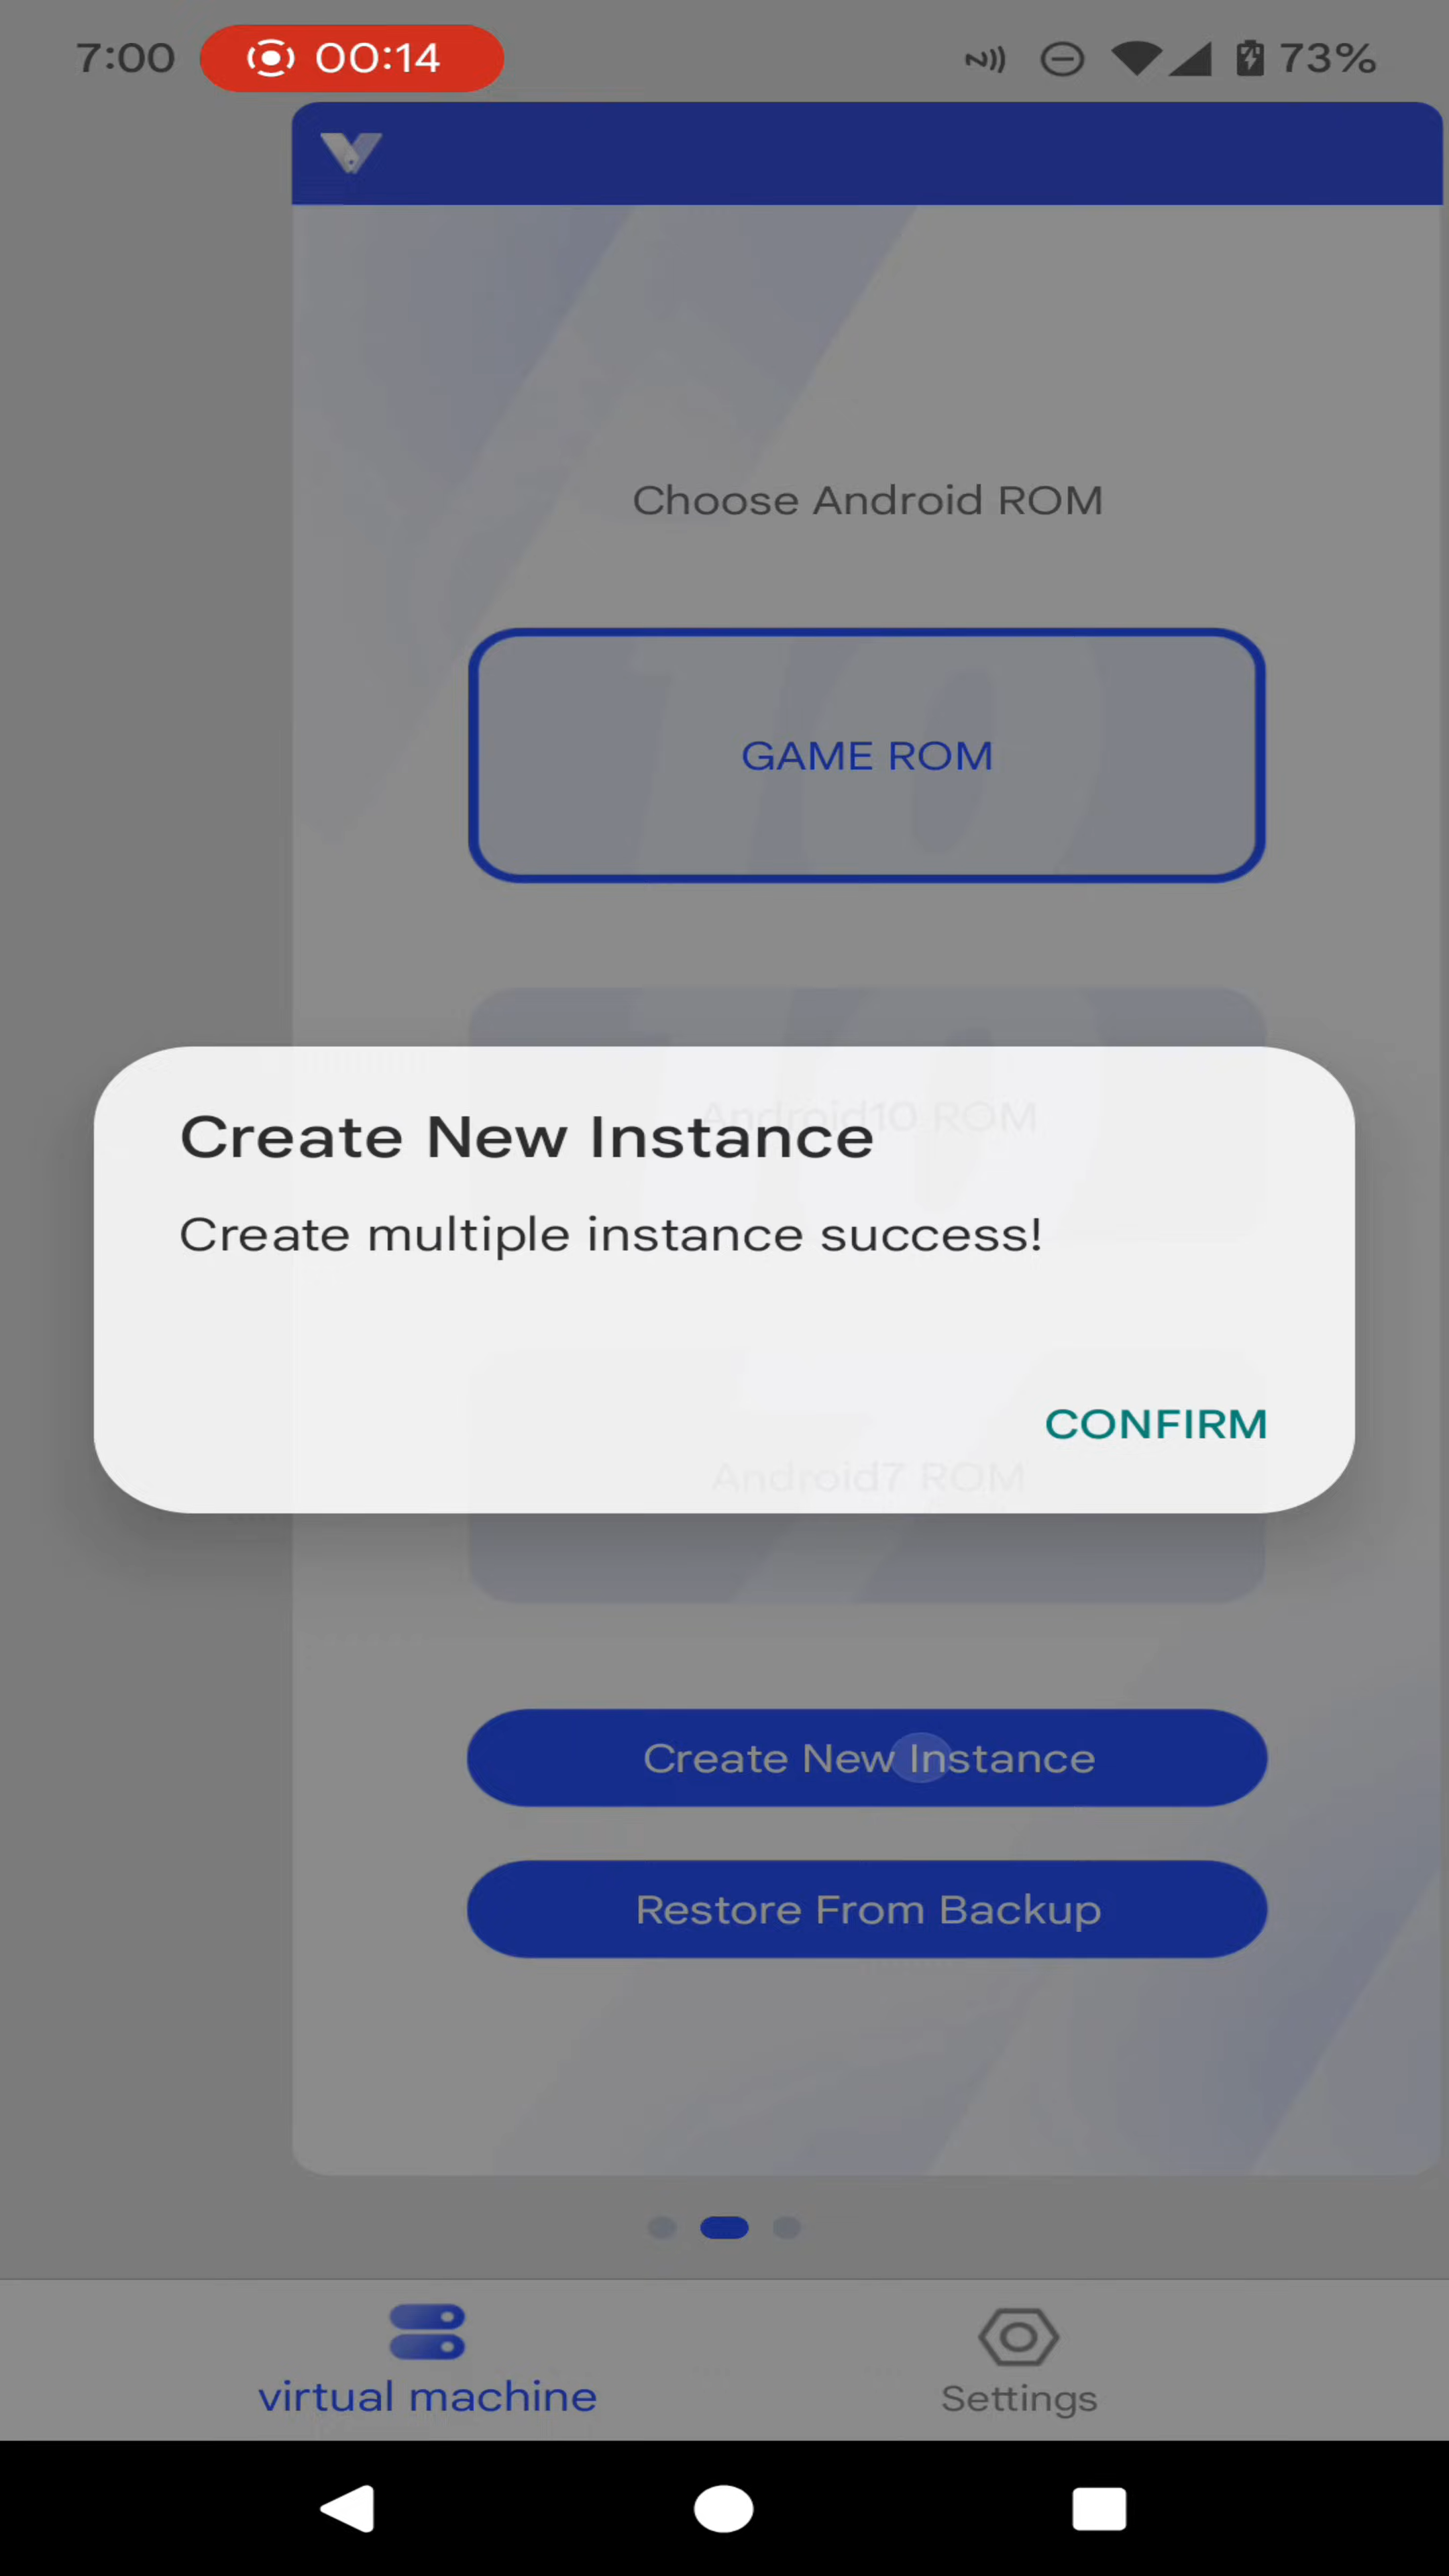 7:00 00:14 73%
Choose Android ROM
GAME ROM
Create New Instance
Android10 ROM
Create multiple instance success!
CONFIRM
Android7 ROM
Create New Instance
Restore From Backup
virtual machine
Settings